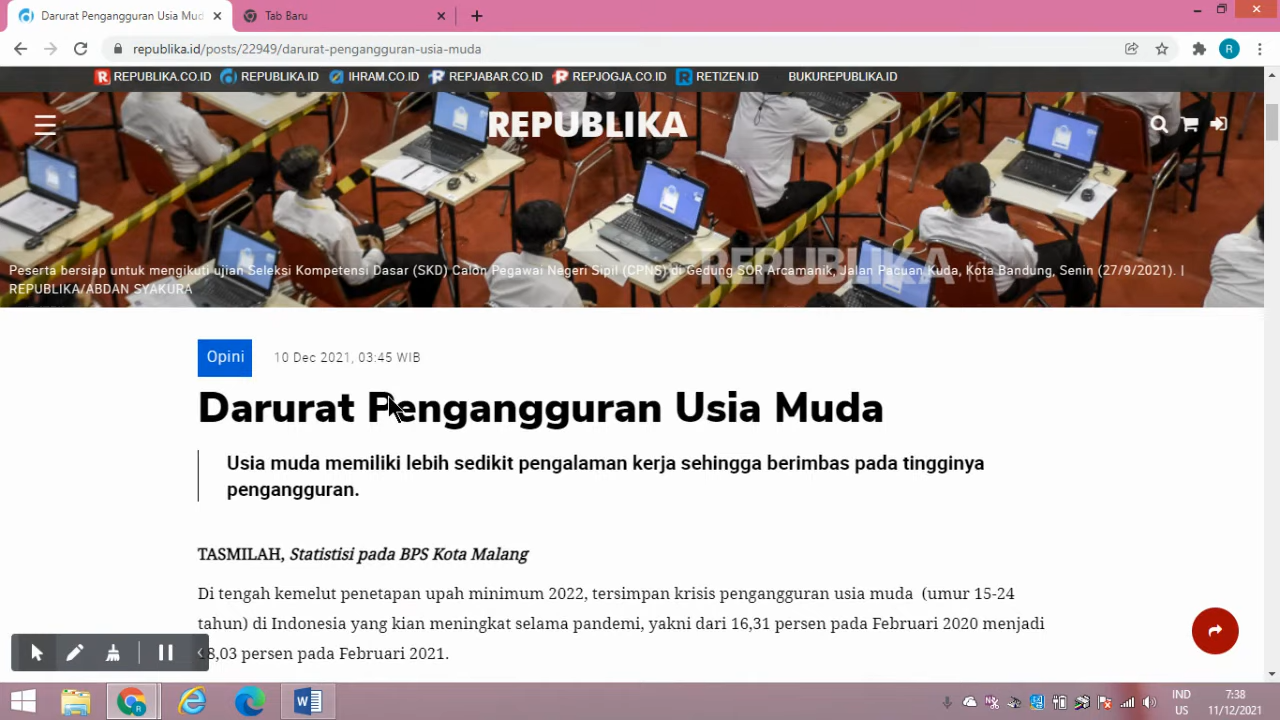 Darurat Pengangguran Usia Mud
Tab Baru
republika.id/posts/22949/darurat-pengangguran-usia-muda
R
REPUBLIKA.CO.ID REPUBLIKA.ID IHRAM.CO.ID REPJABAR.CO.ID REPJOGJA.CO.ID RETIZEN.ID BUKUREPUBLIKA.ID
REPUBLIKA
REPUBLIKA
Peserta bersiap untuk mengikuti ujian Seleksi Kompetensi Dasar (SKD) Calon Pegawai Negeri Sipil (CPNS) di Gedung SOR Arcamanik, Jalan Pacuan Kuda, Kota Bandung, Senin (27/9/2021). |
REPUBLIKA/ABDAN SYAKURA
Opini
10 Dec 2021, 03:45 WIB
Darurat Pengangguran Usia Muda
Usia muda memiliki lebih sedikit pengalaman kerja sehingga berimbas pada tingginya
pengangguran.
TASMILAH, Statistisi pada BPS Kota Malang
Di tengah kemelut penetapan upah minimum 2022, tersimpan krisis pengangguran usia muda (umur 15-24
tahun) di Indonesia yang kian meningkat selama pandemi, yakni dari 16,31 persen pada Februari 2020 menjadi
8,03 persen pada Februari 2021.
IND
US
7:38
11/12/2021